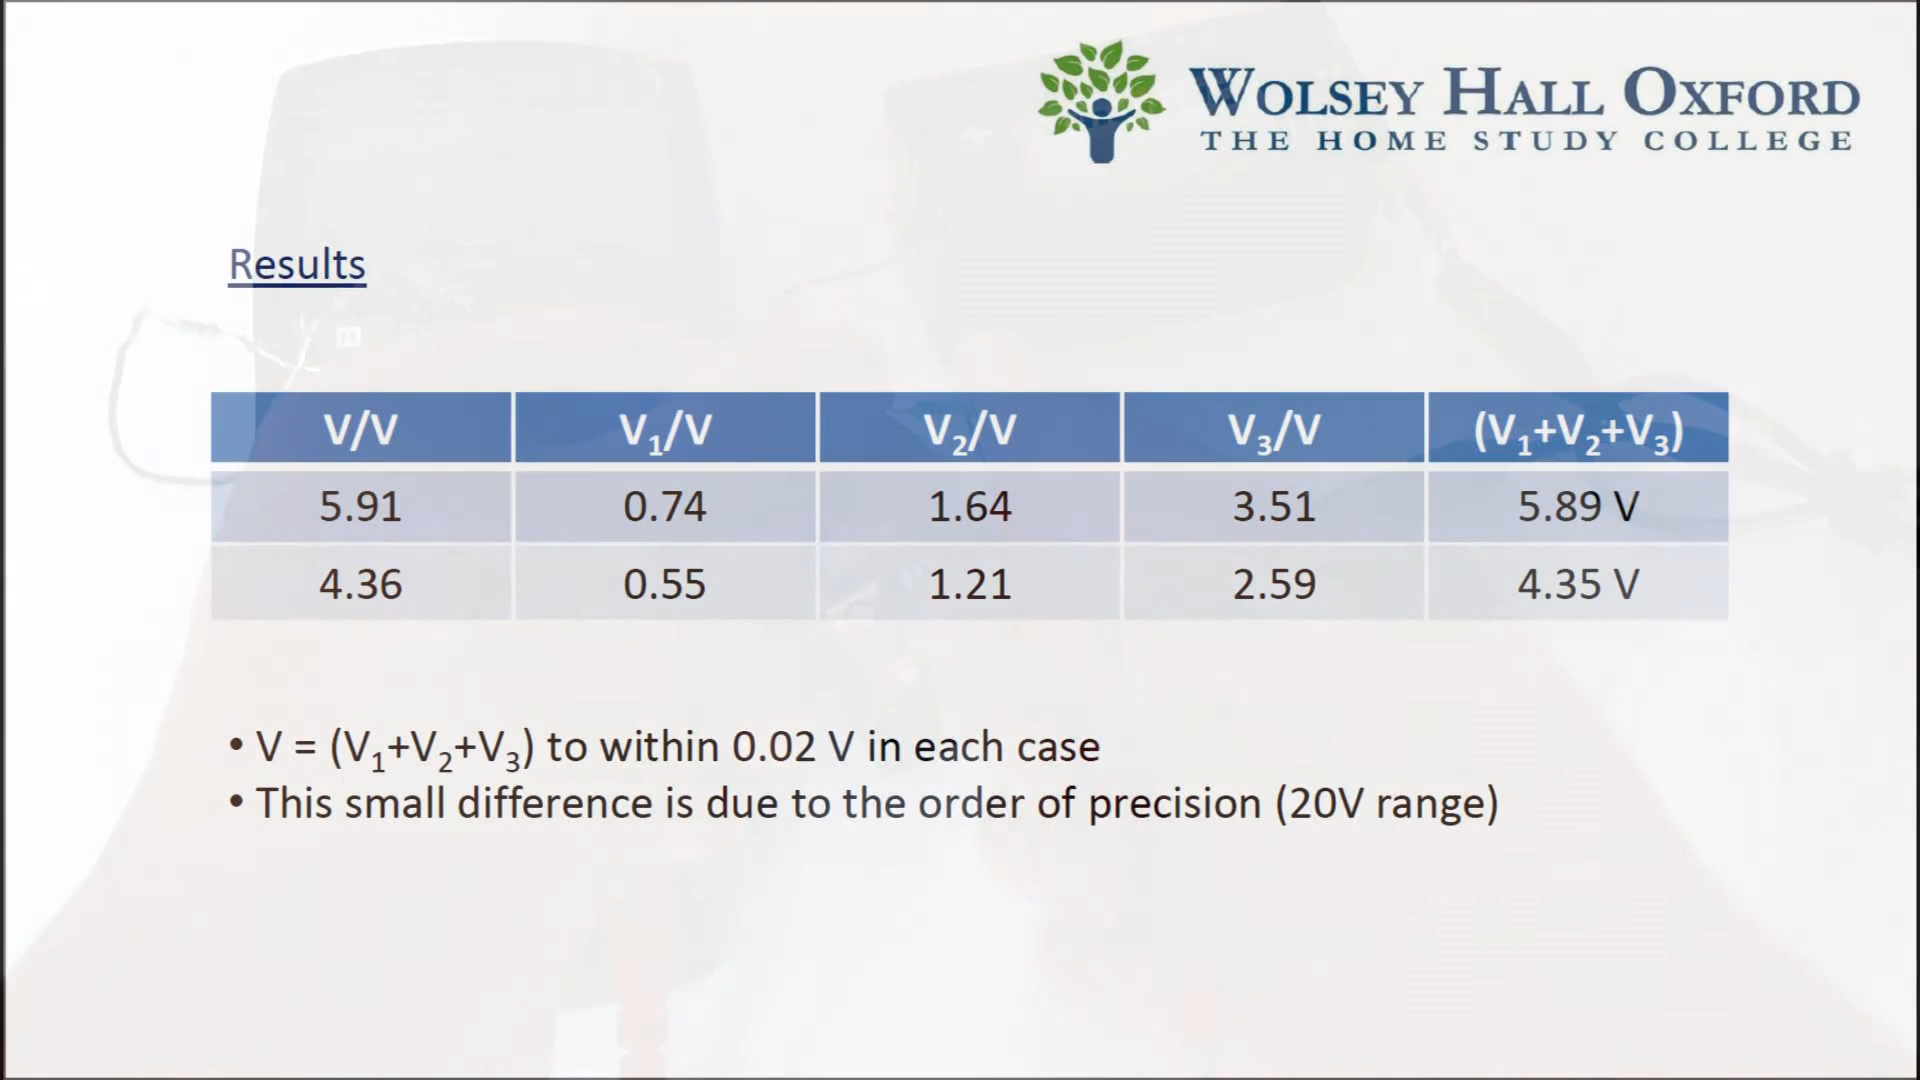 WOLSEY HALL OXFORD
THE HOME STUDY COLLEGE
Results
V/V V₁/V V₂/V V₃/V (V₁+V₂+V₃)
5.91 0.74 1.64 3.51 5.89 V
4.36 0.55 1.21 2.59 4.35 V
• V = (V₁+V₂+V₃) to within 0.02 V in each case
• This small difference is due to the order of precision (20V range)